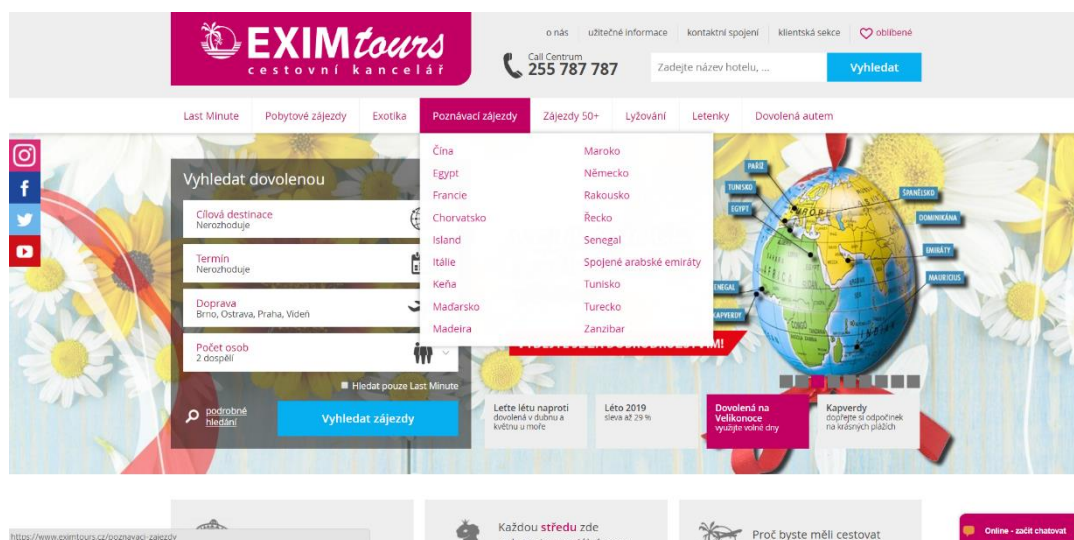 EXIMtours
cestovní kancelář
o nás užitečné informace kontaktní spojení klientská sekce oblíbené
Call Centrum
255 787 787
Zadejte název hotelu, ...
Vyhledat
Last Minute Pobytové zájezdy Exotika Poznávací zájezdy Zájezdy 50+ Lyžování Letenky Dovolená autem
Čína Maroko
Egypt Německo
Francie Rakousko
Chorvatsko Řecko
Island Senegal
Itálie Spojené arabské emiráty
Keňa Tunisko
Maďarsko Turecko
Madeira Zanzibar
Vyhledat dovolenou
Cílová destinace
Nerozhoduje
Termín
Nerozhoduje
Doprava
Brno, Ostrava, Praha, Vídeň
Počet osob
2 dospělí
Hledat pouze Last Minute
podrobné
hledání
Vyhledat zájezdy
PAŘÍŽ
TUNISKO
EGYPT
ŠPANĚLSKO
DOMINIKÁNA
EMIRÁTY
MAURICIUS
SENEGAL
KAPVERDY
EUROPE
AFRICA
CONGO
INDIAN
Leťte létu naproti
dovolená v dubnu a
květnu u moře
Léto 2019
sleva až 29 %
Dovolená na
Velikonoce
využijte volné dny
Kapverdy
dopřejte si odpočinek
na krásných plážích
Každou středu zde
Proč byste měli cestovat
Online - začít chatovat
https://www.eximtours.cz/poznavaci-zajezdy